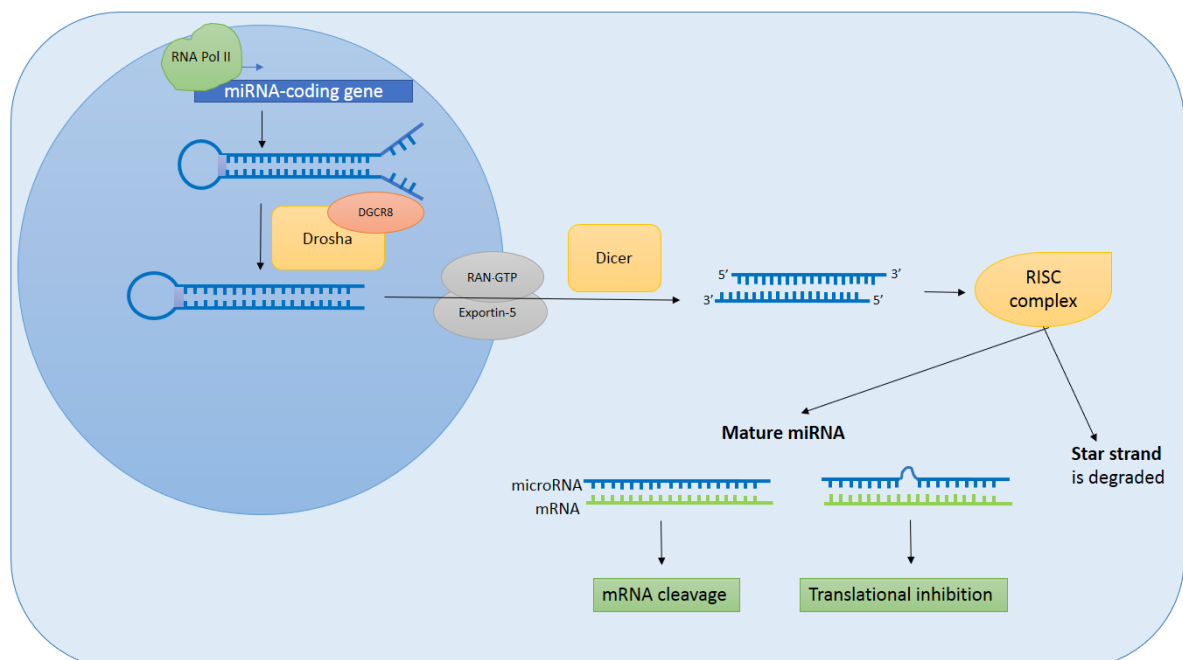 RNA Pol II
miRNA-coding gene
DGCR8
Drosha
RAN·GTP
Exportin-5
Dicer
5’ 3’
3’ 5’
RISC
complex
Mature miRNA
Star strand
is degraded
microRNA
mRNA
mRNA cleavage
Translational inhibition